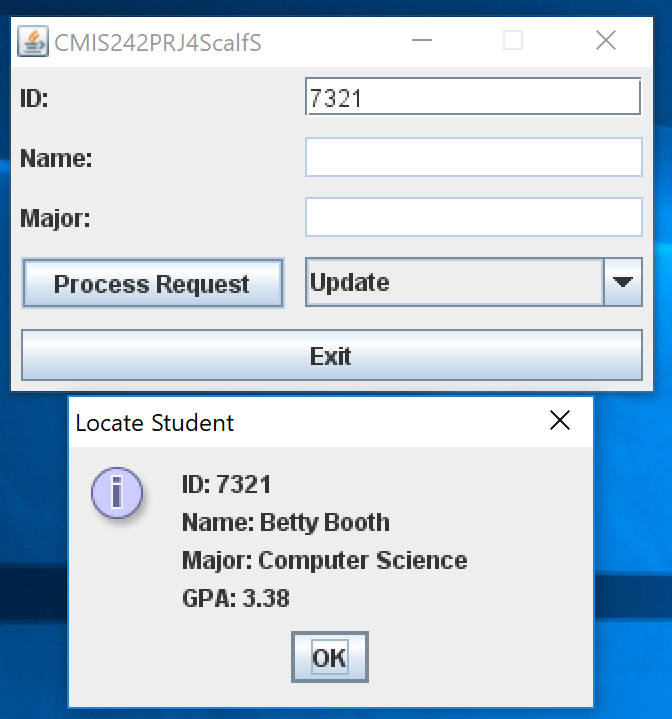 CMIS242PRJ4ScalfS
ID: 7321
Name:
Major:
Process Request Update
Exit
Locate Student
i
ID: 7321
Name: Betty Booth
Major: Computer Science
GPA: 3.38
OK